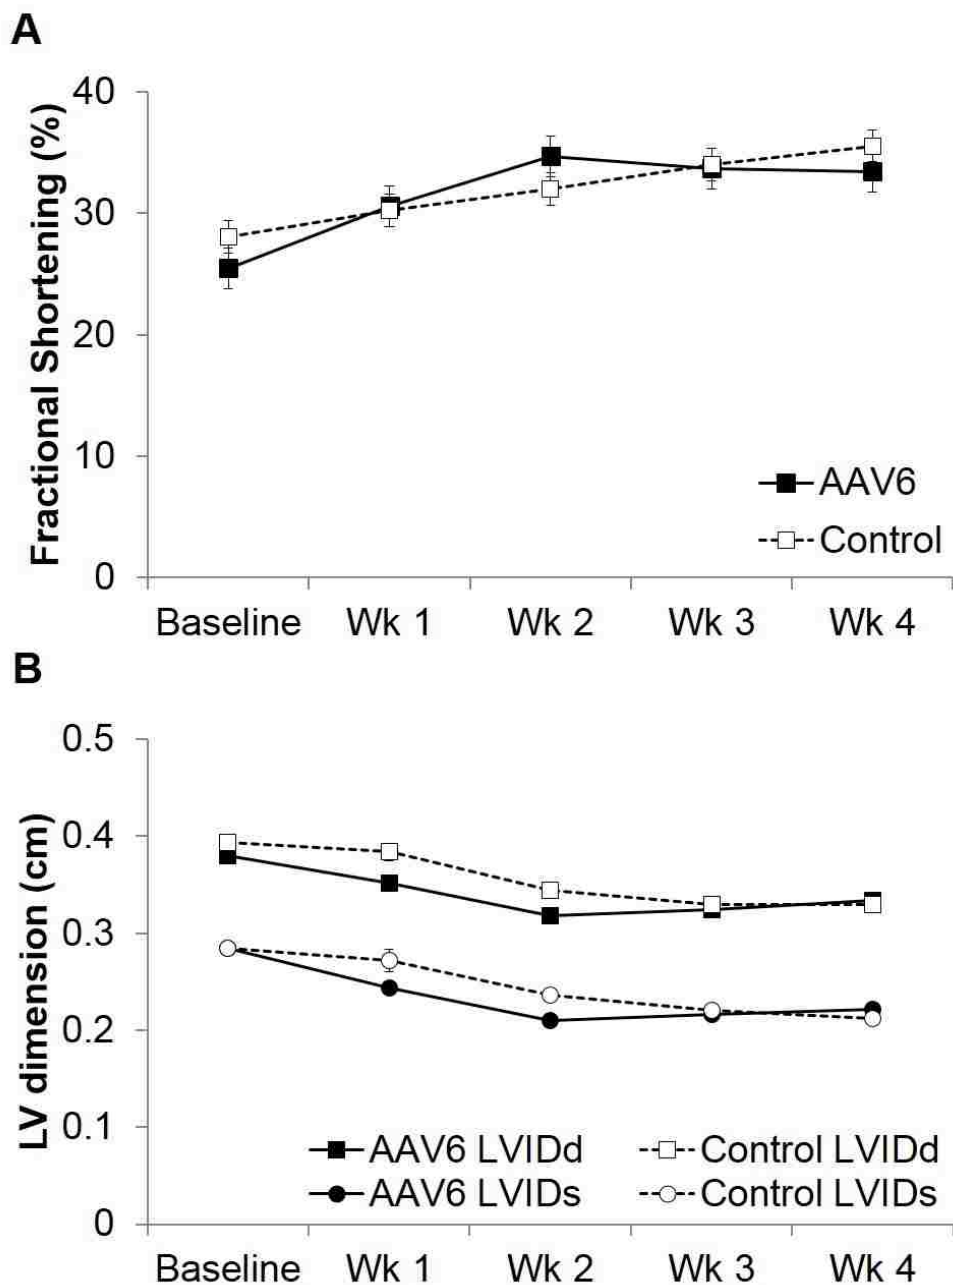 A
Fractional Shortening (%)
40
30
20
10
0
AAV6
Control
Baseline Wk 1 Wk 2 Wk 3 Wk 4
B
LV dimension (cm)
0.5
0.4
0.3
0.2
0.1
0
AAV6 LVIDd Control LVIDd
AAV6 LVIDs Control LVIDs
Baseline Wk 1 Wk 2 Wk 3 Wk 4